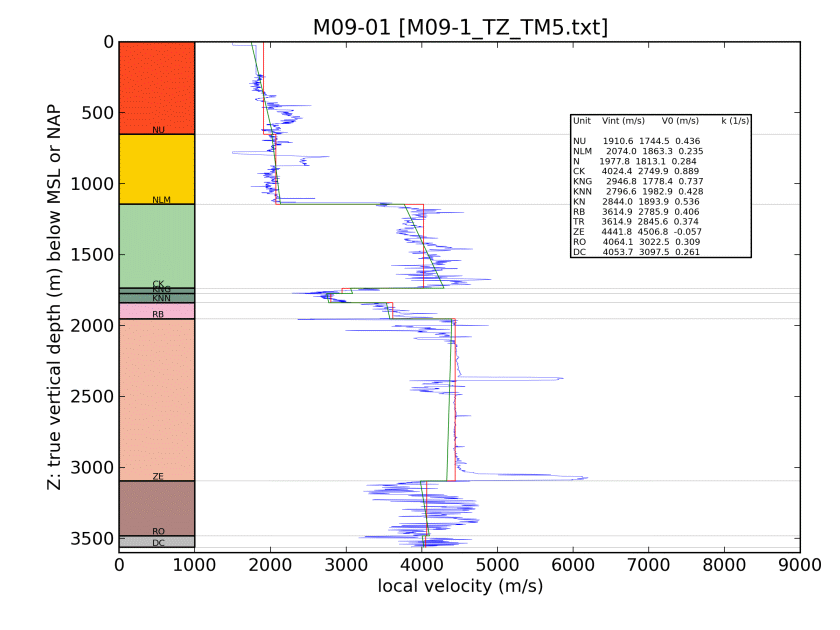 M09-01 [M09-1_TZ_TM5.txt]
0
500
1000
1500
2000
2500
3000
3500
Z: true vertical depth (m) below MSL or NAP
NU
NLM
CK
KNG
KNN
RB
ZE
RO
DC
Unit Vint (m/s) V0 (m/s) k (1/s)
NU 1910.6 1744.5 0.436
NLM 2074.0 1863.3 0.235
N 1977.8 1813.1 0.284
CK 4024.4 2749.9 0.889
KNG 2946.8 1778.4 0.737
KNN 2796.6 1982.9 0.428
KN 2844.0 1893.9 0.536
RB 3614.9 2785.9 0.406
TR 3614.9 2845.6 0.374
ZE 4441.8 4506.8 -0.057
RO 4064.1 3022.5 0.309
DC 4053.7 3097.5 0.261
0 1000 2000 3000 4000 5000 6000 7000 8000 9000
local velocity (m/s)